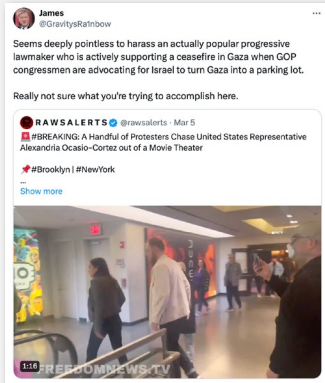 James
@GravitysRa1nbow
Seems deeply pointless to harass an actually popular progressive
lawmaker who is actively supporting a ceasefire in Gaza when GOP
congressmen are advocating for Israel to turn Gaza into a parking lot.
Really not sure what you're trying to accomplish here.
R A W S A L E R T S @rawsalerts · Mar 5
🚨#BREAKING: A Handful of Protesters Chase United States Representative
Alexandria Ocasio-Cortez out of a Movie Theater
📌#Brooklyn | #NewYork
...
Show more
DUNE
1:16
FREEDOMNEWS.TV